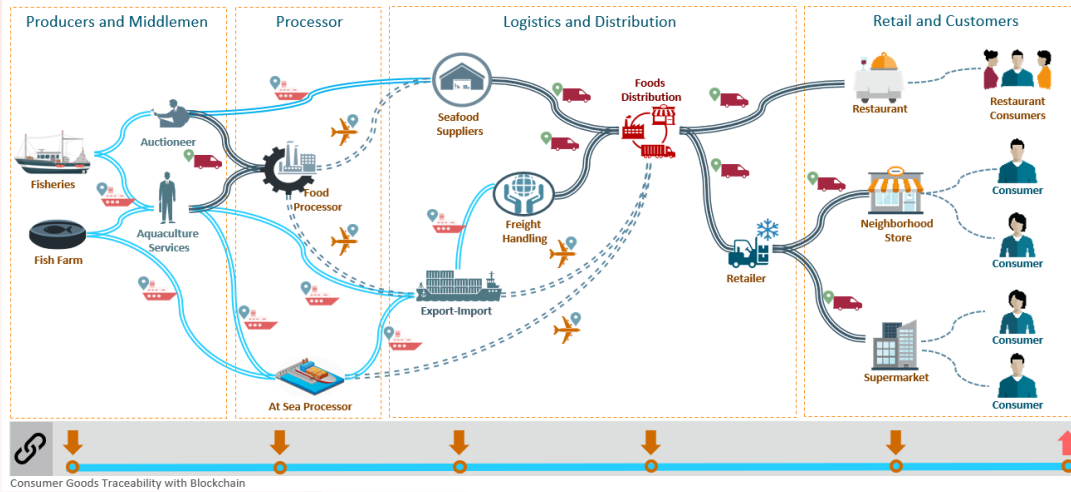 Producers and Middlemen
Processor
Logistics and Distribution
Retail and Customers
Fisheries
Fish Farm
Auctioneer
Aquaculture
Services
Food
Processor
At Sea Processor
Seafood
Suppliers
Freight
Handling
Export-Import
Foods
Distribution
Retailer
Restaurant
Restaurant
Consumers
Neighborhood
Store
Consumer
Consumer
Supermarket
Consumer
Consumer
Consumer Goods Traceability with Blockchain